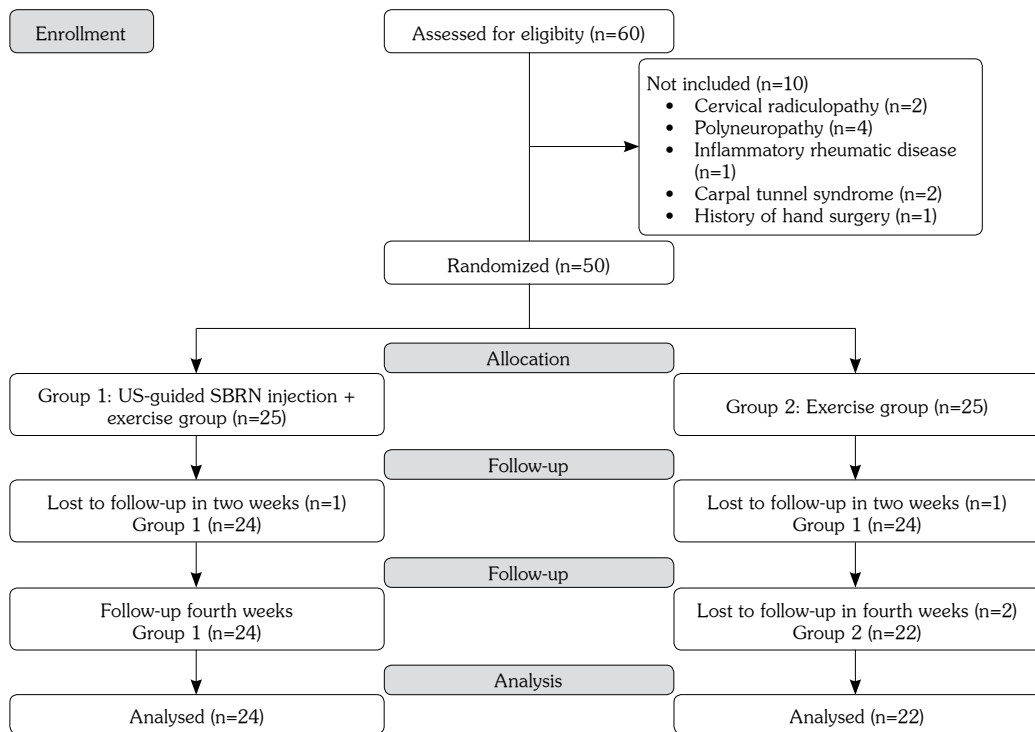 Enrollment
Assessed for eligibity (n=60)
Not included (n=10)
• Cervical radiculopathy (n=2)
• Polyneuropathy (n=4)
• Inflammatory rheumatic disease
(n=1)
• Carpal tunnel syndrome (n=2)
• History of hand surgery (n=1)
Randomized (n=50)
Allocation
Group 1: US-guided SBRN injection +
exercise group (n=25)
Group 2: Exercise group (n=25)
Follow-up
Lost to follow-up in two weeks (n=1)
Group 1 (n=24)
Lost to follow-up in two weeks (n=1)
Group 1 (n=24)
Follow-up
Follow-up fourth weeks
Group 1 (n=24)
Lost to follow-up in fourth weeks (n=2)
Group 2 (n=22)
Analysis
Analysed (n=24)
Analysed (n=22)